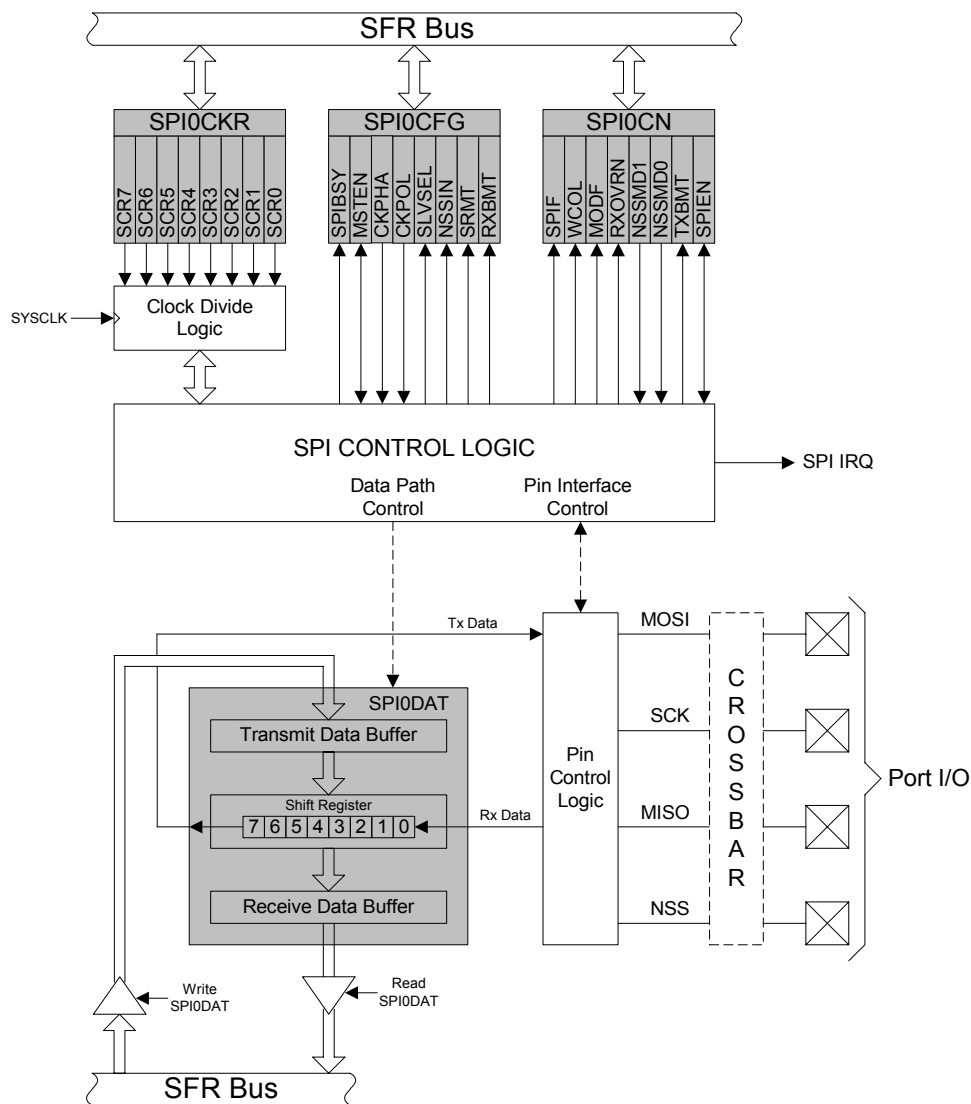 SFR Bus
SPI0CKR
SCR7
SCR6
SCR5
SCR4
SCR3
SCR2
SCR1
SCR0
SPI0CFG
SPIBSY
MSTEN
CKPHA
CKPOL
SLVSEL
NSSIN
SRMT
RXBMT
SPI0CN
SPIF
WCOL
MODF
RXOVRN
NSSMD1
NSSMD0
TXBMT
SPIEN
SYSCLK
Clock Divide
Logic
SPI CONTROL LOGIC
Data Path
Control
Pin Interface
Control
SPI IRQ
Tx Data
SPI0DAT
Transmit Data Buffer
Shift Register
7 6 5 4 3 2 1 0
Rx Data
Receive Data Buffer
Pin
Control
Logic
MOSI
SCK
MISO
NSS
CROSSBAR
Port I/O
Write
SPI0DAT
Read
SPI0DAT
SFR Bus